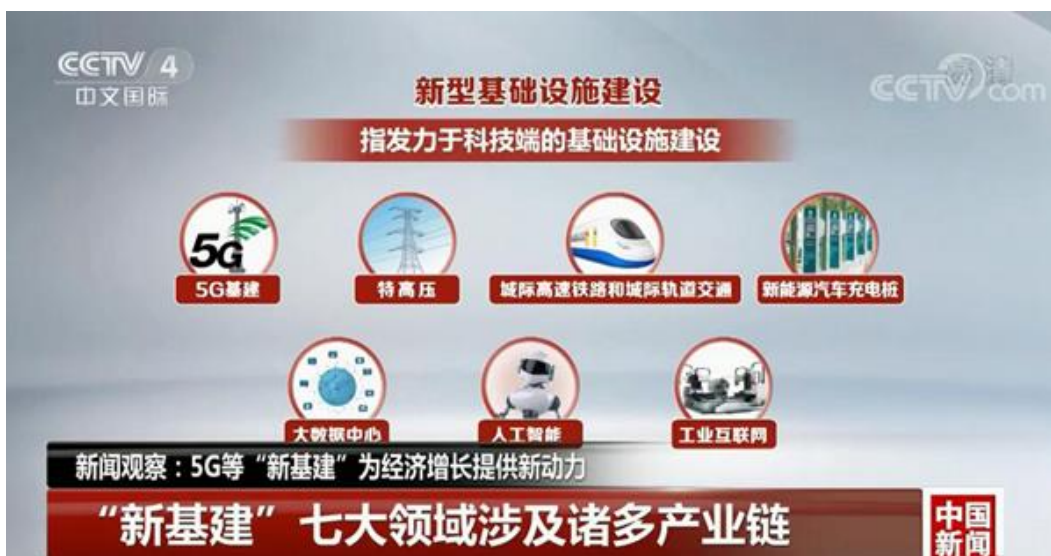 CCTV 4
中文国际
高清
CCTV.com
新型基础设施建设
指发力于科技端的基础设施建设
5G
5G基建
特高压
城际高速铁路和城际轨道交通
新能源汽车充电桩
大数据中心
人工智能
工业互联网
新闻观察:5G等“新基建”为经济增长提供新动力
“新基建”七大领域涉及诸多产业链
中国
新闻